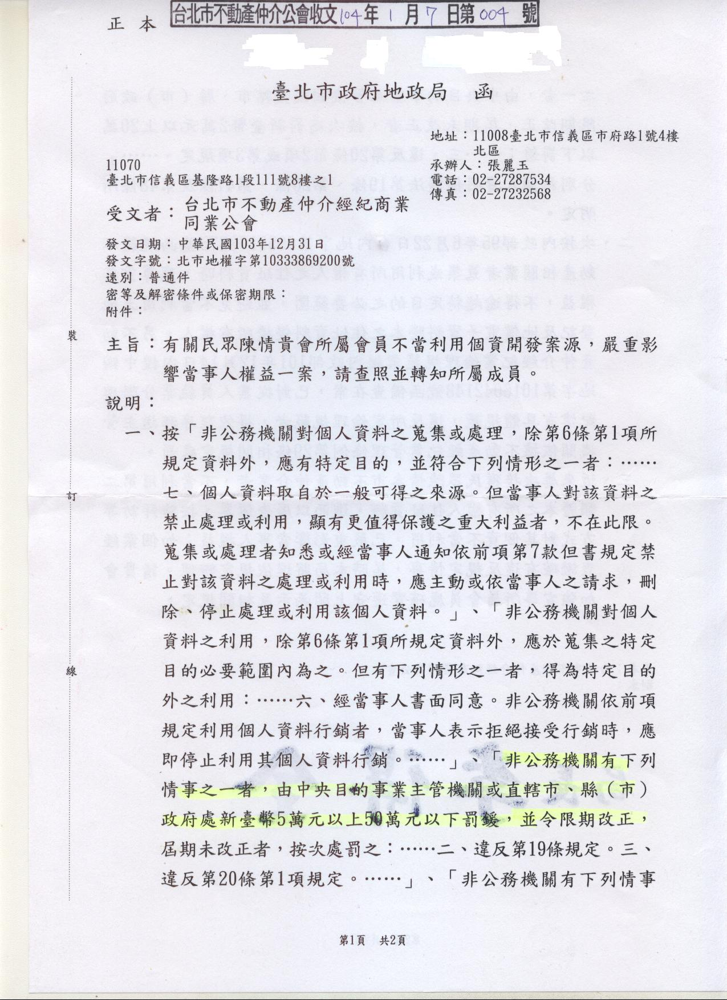 正本
台北市不動產仲介公會收文104年1月7日第004號
臺北市政府地政局 函
地址：11008臺北市信義區市府路1號4樓
北區
承辦人：張麗玉
電話：02-27287534
傳真：02-27232568
11070
臺北市信義區基隆路1段111號8樓之1
受文者：台北市不動產仲介經紀商業
同業公會
發文日期：中華民國103年12月31日
發文字號：北市地權字第10333869200號
速別：普通件
密等及解密條件或保密期限：
附件：
主旨：有關民眾陳情貴會所屬會員不當利用個資開發案源，嚴重影
響當事人權益一案，請查照並轉知所屬成員。
說明：
一、按「非公務機關對個人資料之蒐集或處理，除第6條第1項所
規定資料外，應有特定目的，並符合下列情形之一者：……
七、個人資料取自於一般可得之來源。但當事人對該資料之
禁止處理或利用，顯有更值得保護之重大利益者，不在此限。
蒐集或處理者知悉或經當事人通知依前項第7款但書規定禁
止對該資料之處理或利用時，應主動或依當事人之請求，刪
除、停止處理或利用該個人資料。」、「非公務機關對個人
資料之利用，除第6條第1項所規定資料外，應於蒐集之特定
目的必要範圍內為之。但有下列情形之一者，得為特定目的
外之利用：……六、經當事人書面同意。非公務機關依前項
規定利用個人資料行銷者，當事人表示拒絕接受行銷時，應
即停止利用其個人資料行銷。……」、「非公務機關有下列
情事之一者，由中央目的事業主管機關或直轄市、縣（市）
政府處新臺幣5萬元以上50萬元以下罰鍰，並令限期改正，
屆期未改正者，按次處罰之：……二、違反第19條規定。三、
違反第20條第1項規定。……」、「非公務機關有下列情事
裝
訂
線
第1頁 共2頁